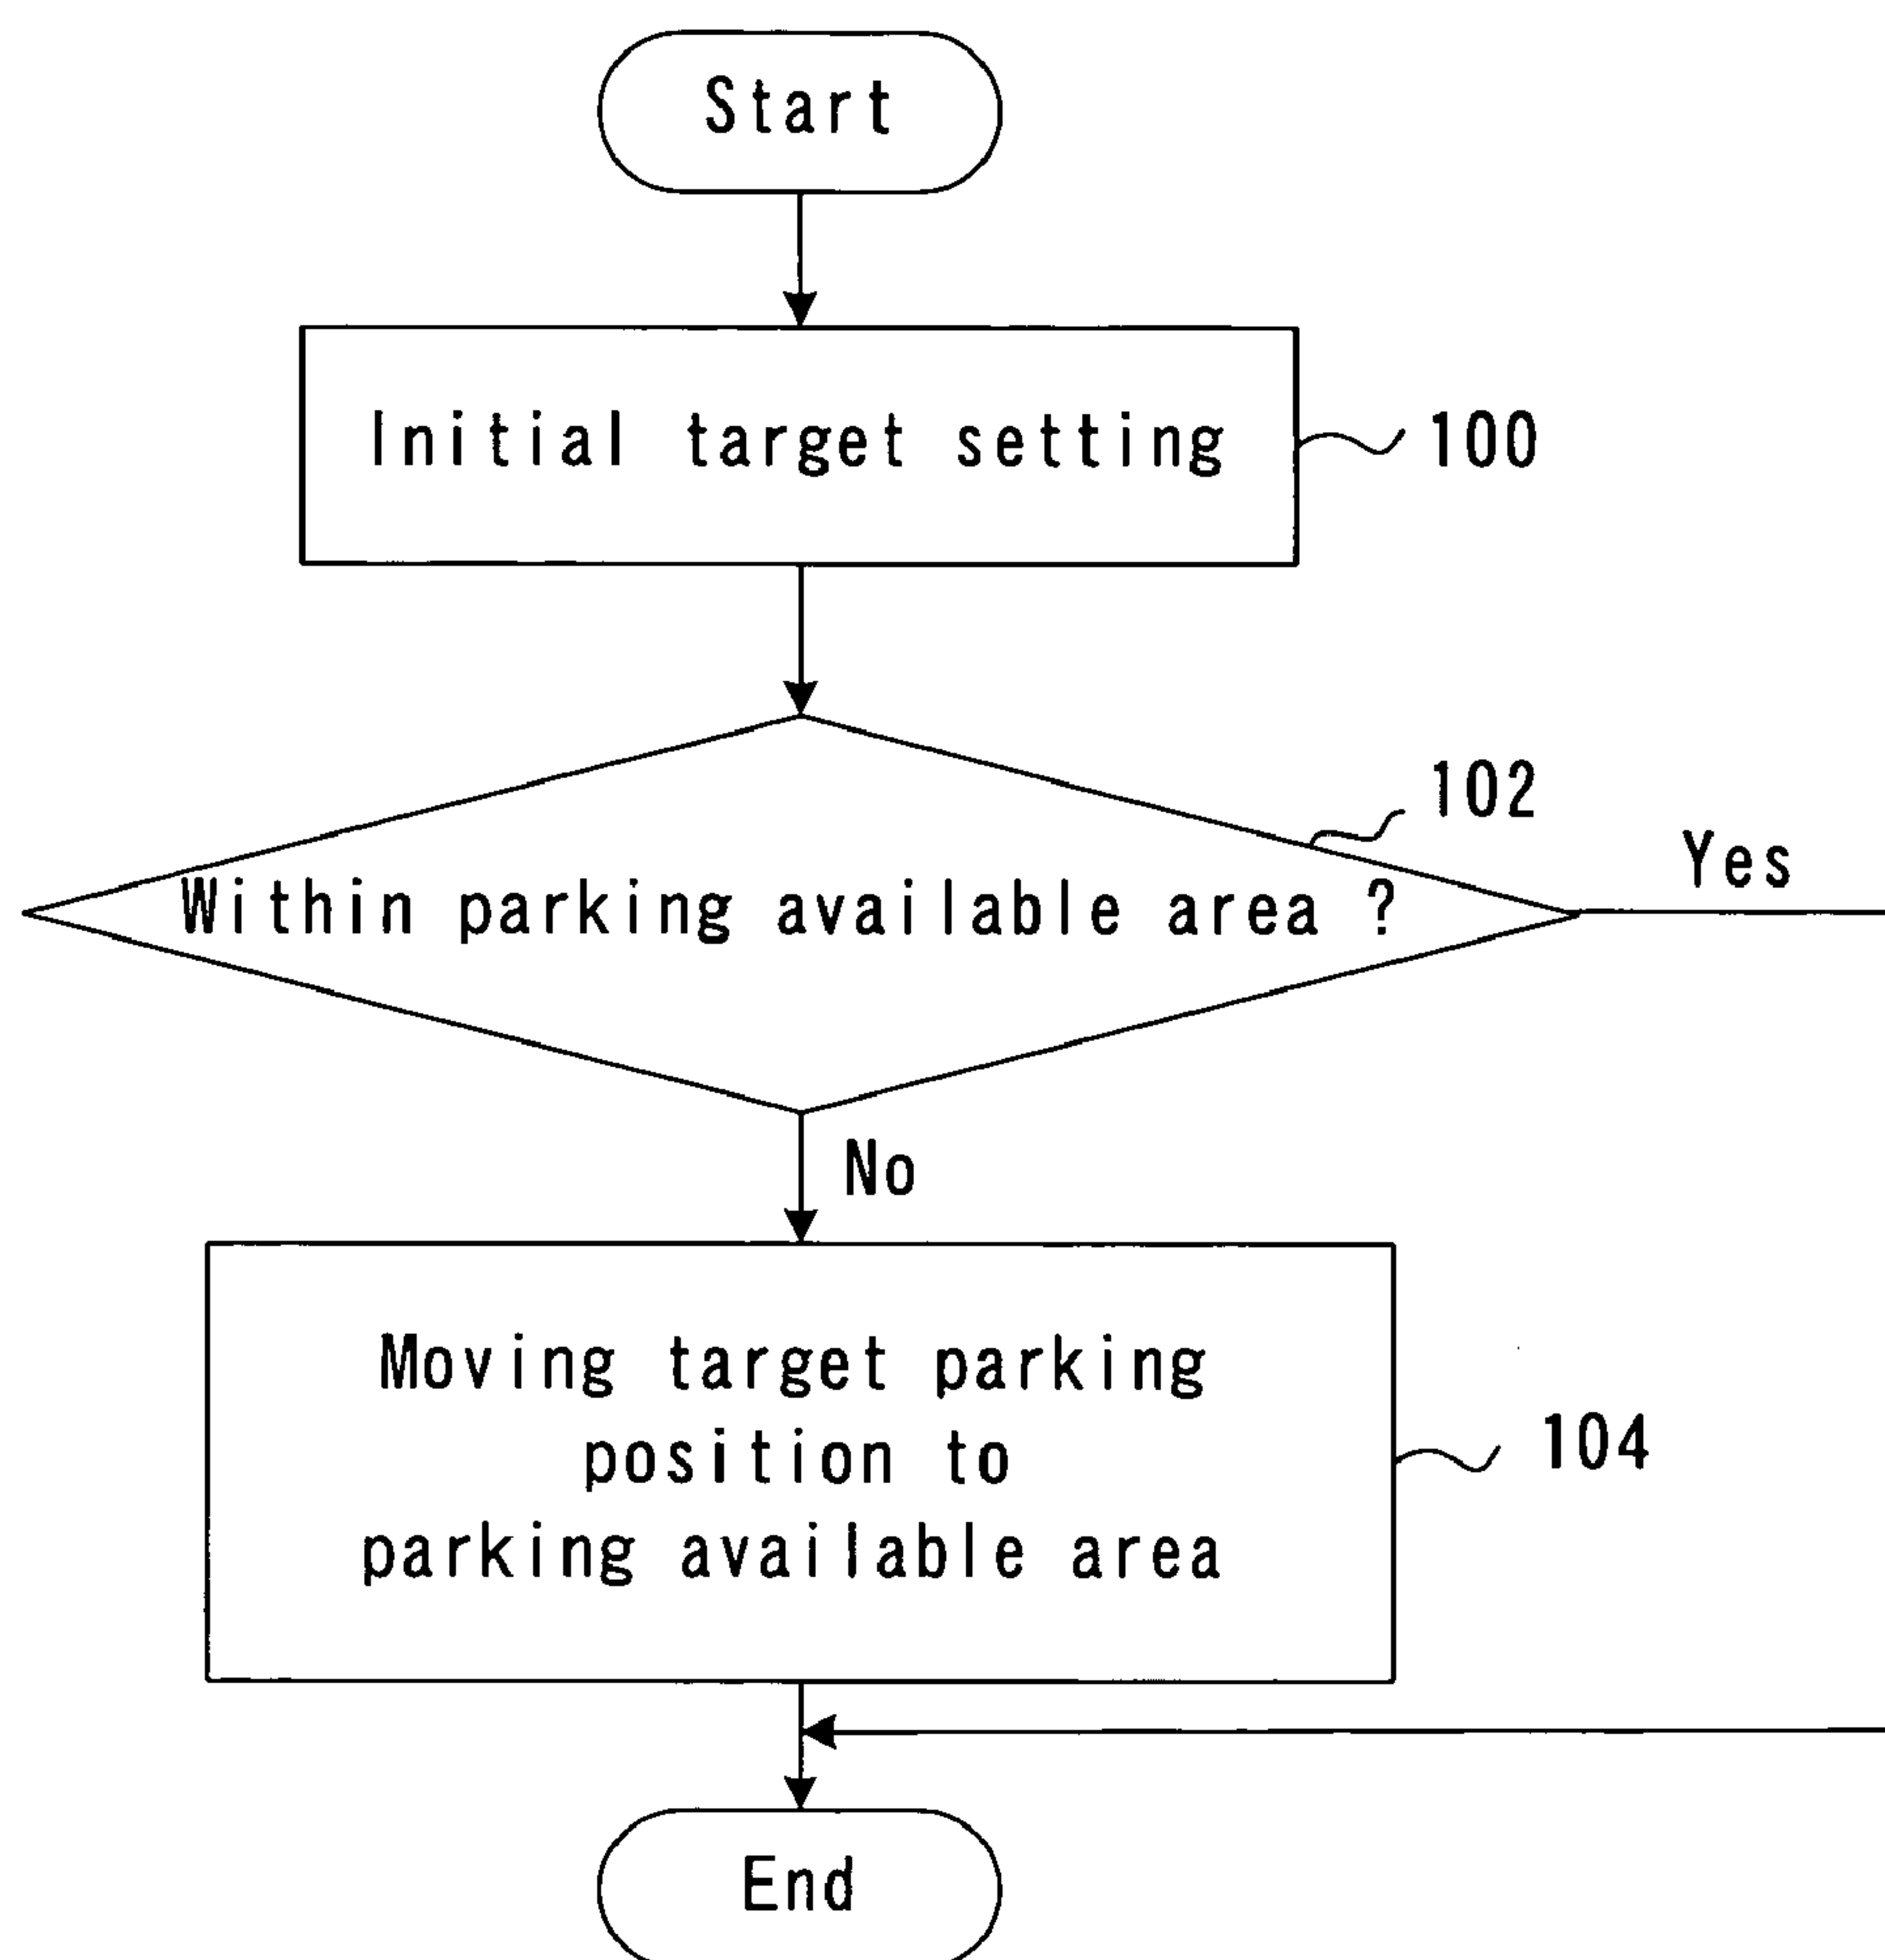 Start
Initial target setting
100
102
Yes
Within parking available area ?
No
Moving target parking
position to
parking available area
104
End